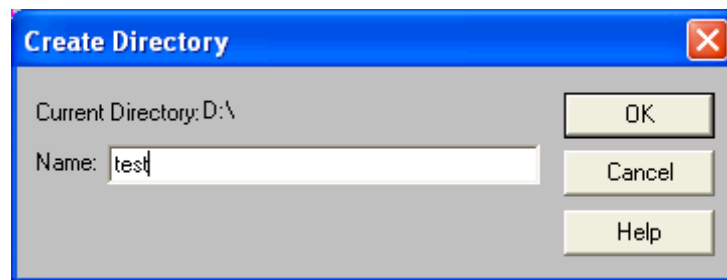 Create Directory
Current Directory: D:\
OK
Name: test
Cancel
Help